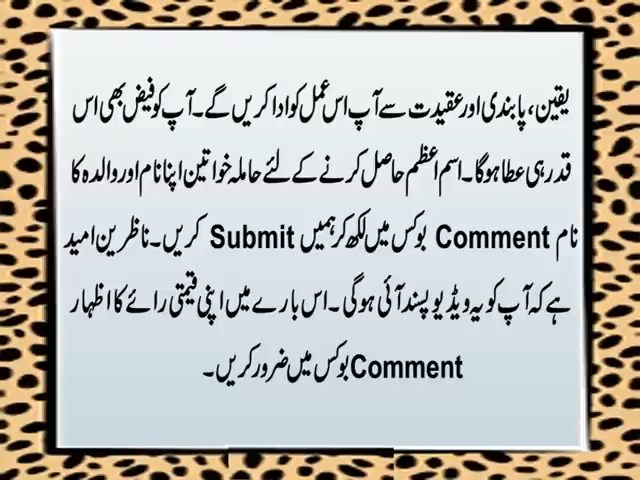 یقین، پابندی اور عقیدت سے آپ اس عمل کو ادا کریں گے۔ آپ کو فیض بھی اس
قدر ہی عطا ہوگا۔ اسم اعظم حاصل کرنے کے لئے حاملہ خواتین اپنا نام اور والدہ کا
نام Comment بوکس میں لکھ کر ہمیں Submit کریں۔ ناظرین امید
ہے کہ آپ کو یہ ویڈیو پسند آئی ہوگی۔ اس بارے میں اپنی قیمتی رائے کا اظہار
Comment بوکس میں ضرور کریں۔